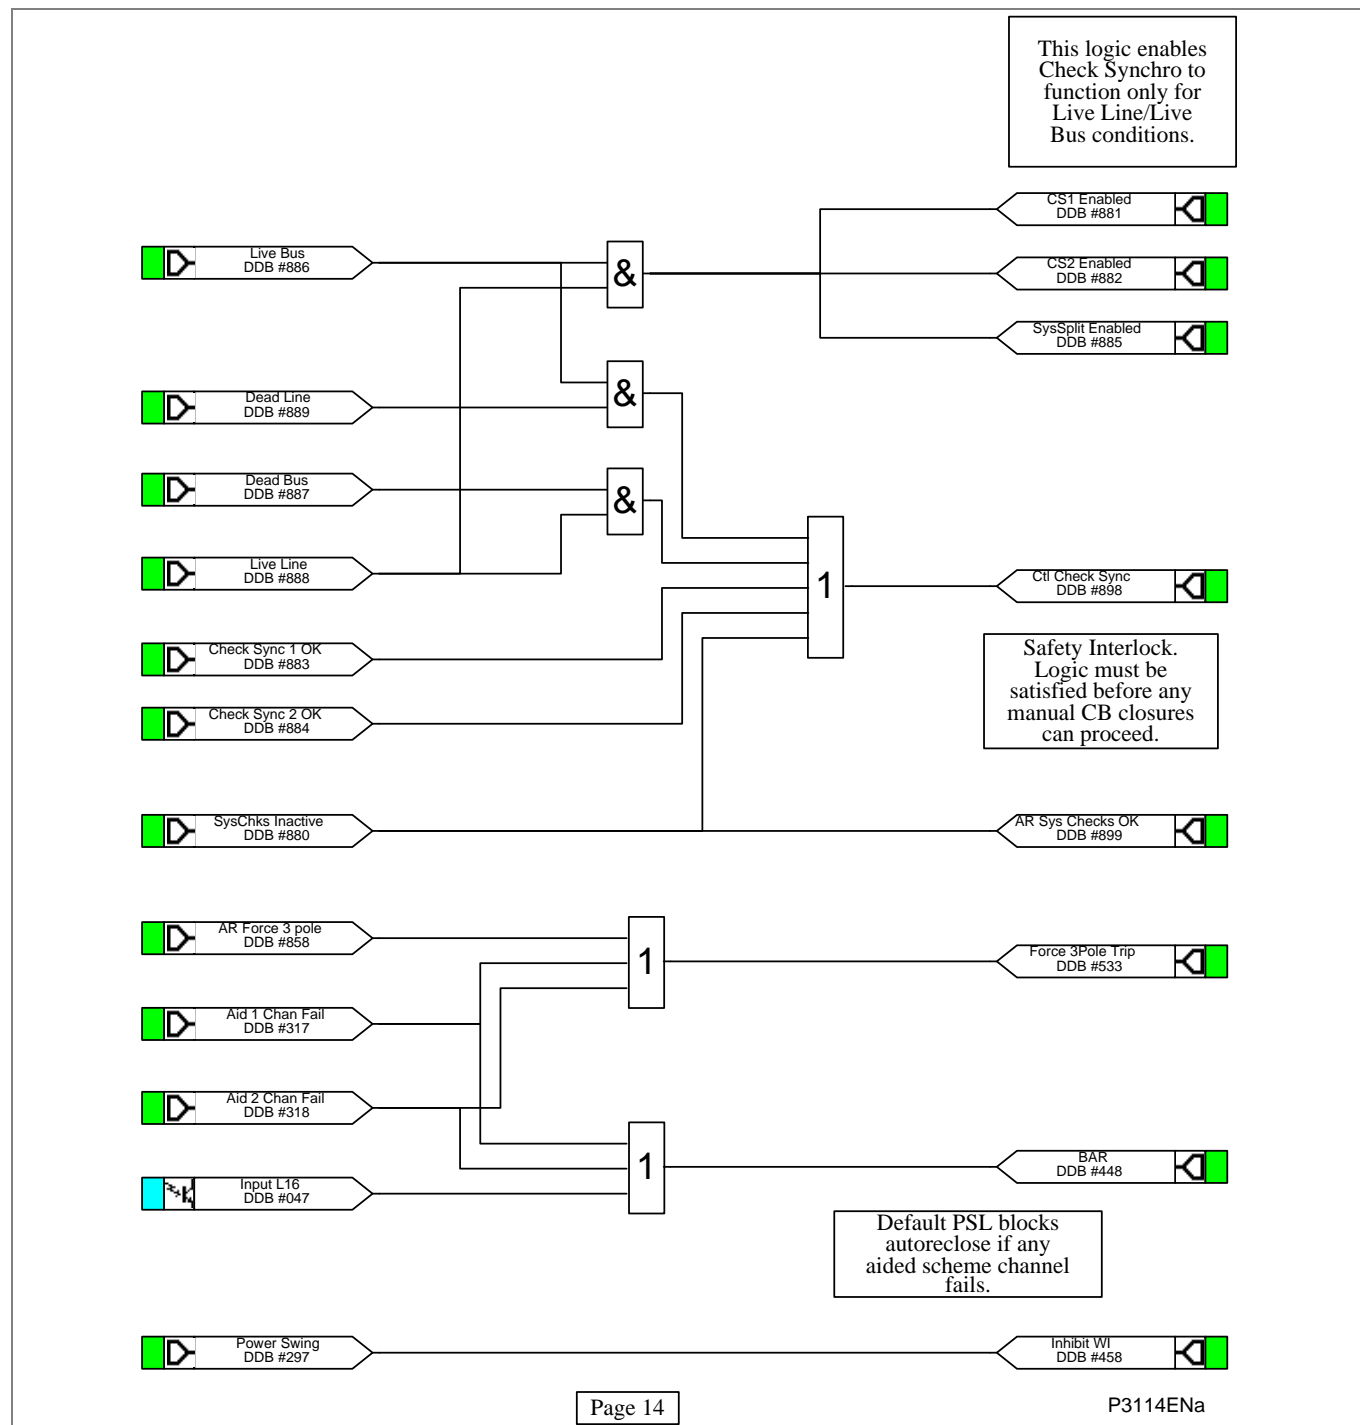 This logic enables
Check Synchro to
function only for
Live Line/Live
Bus conditions.
CS1 Enabled
DDB #881
Live Bus
DDB #886
&
CS2 Enabled
DDB #882
SysSplit Enabled
DDB #885
Dead Line
DDB #889
&
Dead Bus
DDB #887
&
Live Line
DDB #888
1
Ctl Check Sync
DDB #898
Check Sync 1 OK
DDB #883
Safety Interlock.
Logic must be
satisfied before any
manual CB closures
can proceed.
Check Sync 2 OK
DDB #884
SysChks Inactive
DDB #880
AR Sys Checks OK
DDB #899
AR Force 3 pole
DDB #858
1
Force 3Pole Trip
DDB #533
Aid 1 Chan Fail
DDB #317
Aid 2 Chan Fail
DDB #318
1
BAR
DDB #448
Input L16
DDB #047
Default PSL blocks
autoreclose if any
aided scheme channel
fails.
Power Swing
DDB #297
Inhibit WI
DDB #458
Page 14
P3114ENa